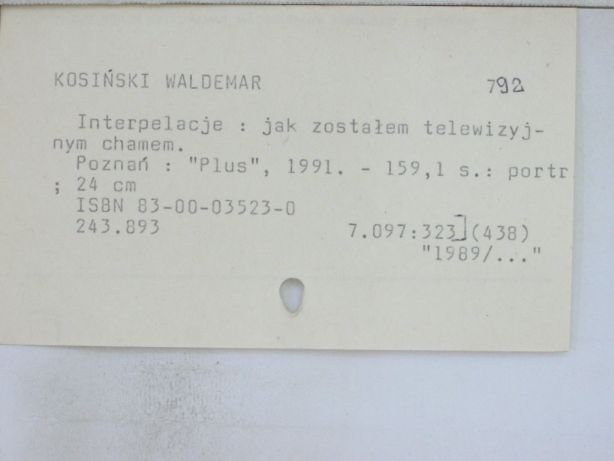 KOSIŃSKI WALDEMAR 792
Interpelacje : jak zostałem telewizyj-
nym chamem.
Poznań : "Plus", 1991. - 159,1 s.: portr
; 24 cm
ISBN 83-00-03523-0
243.893 7.097:323](438)
"1989/..."